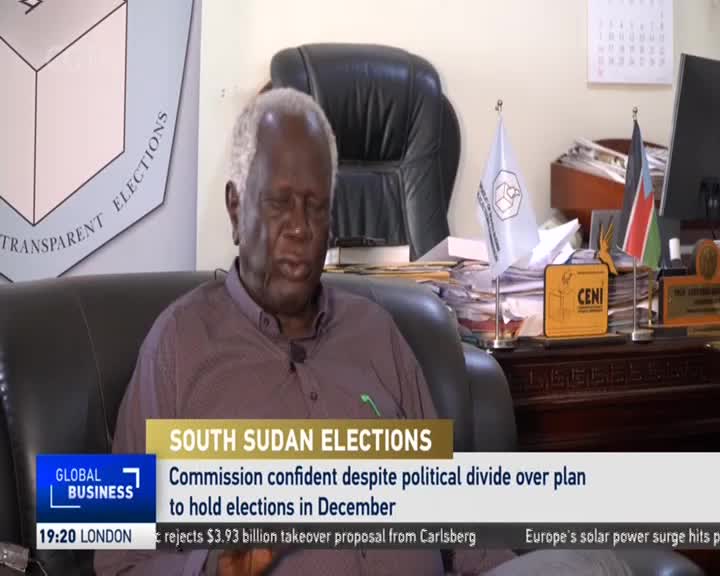 TRANSPARENT ELECTIONS
CENI
SOUTH SUDAN ELECTIONS
GLOBAL
BUSINESS
Commission confident despite political divide over plan
to hold elections in December
19:20 LONDON
c rejects $3.93 billion takeover proposal from Carlsberg
Europe's solar power surge hits p